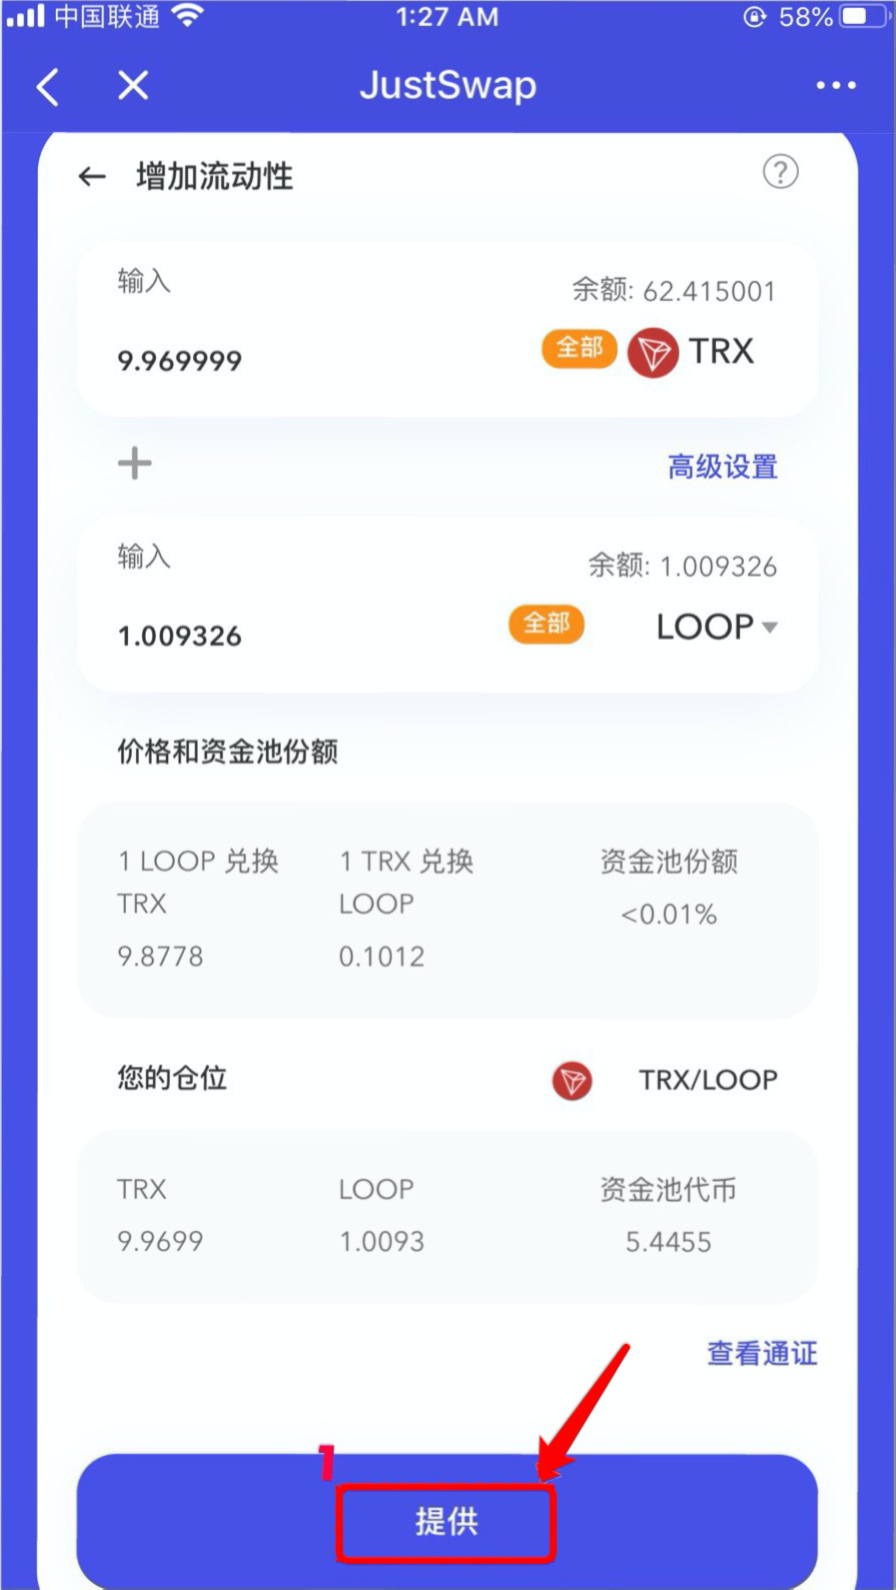 中国联通 1:27 AM 58%
JustSwap
增加流动性 ?
输入 余额: 62.415001
9.969999 全部 TRX
高级设置
输入 余额: 1.009326
1.009326 全部 LOOP
价格和资金池份额
1 LOOP 兑换 1 TRX 兑换 资金池份额
TRX LOOP <0.01%
9.8778 0.1012
您的仓位 TRX/LOOP
TRX LOOP 资金池代币
9.9699 1.0093 5.4455
查看通证
1
提供